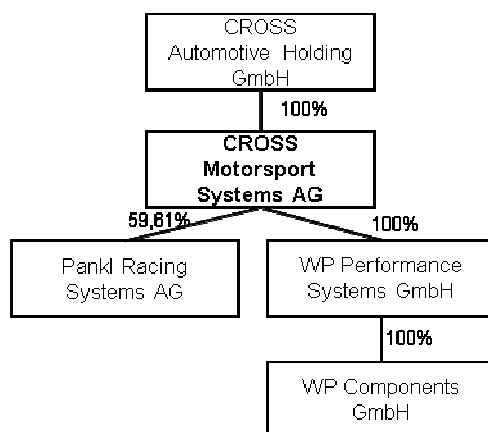 CROSS
Automotive Holding
GmbH
100%
CROSS
Motorsport
Systems AG
59,61%
100%
Pankl Racing
Systems AG
WP Performance
Systems GmbH
100%
WP Components
GmbH